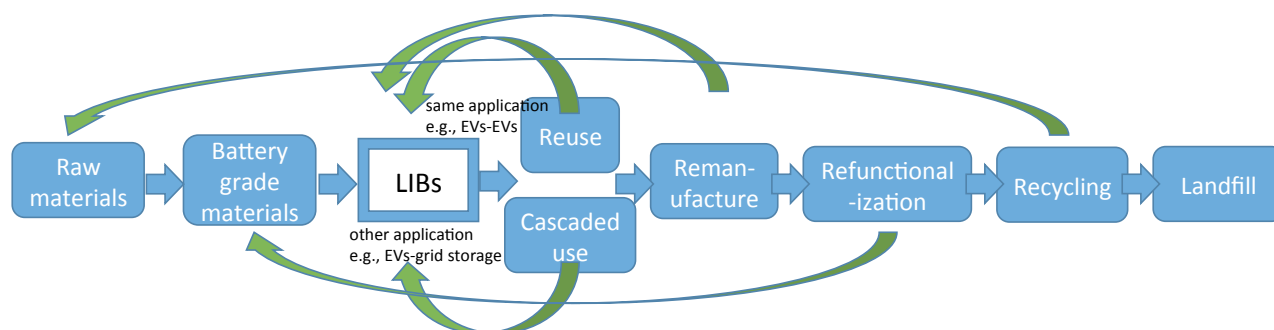 Raw
materials
Battery
grade
materials
LIBs
same application
e.g., EVs-EVs
other application
e.g., EVs-grid storage
Reuse
Cascaded
use
Reman-
ufacture
Refunctional
-ization
Recycling
Landfill